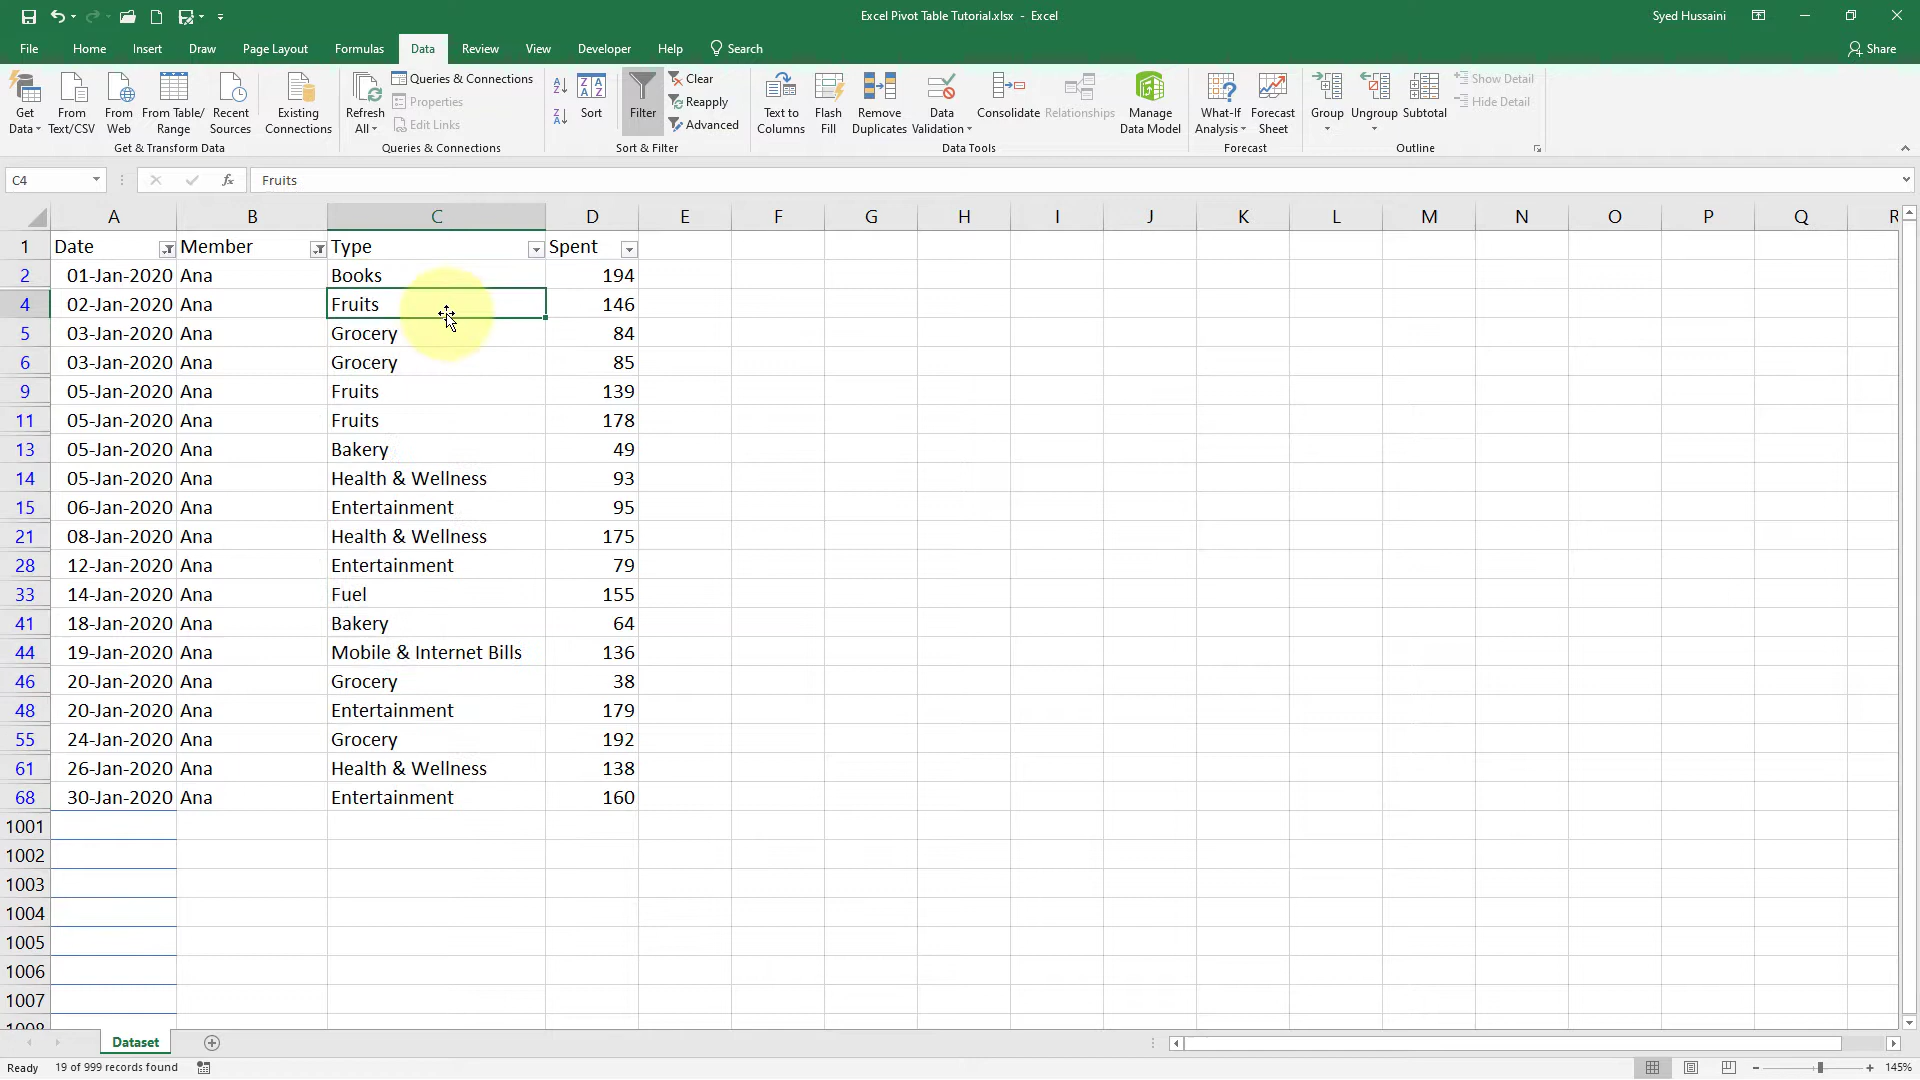 Excel Pivot Table Tutorial.xlsx - Excel
Syed Hussaini
File Home Insert Draw Page Layout Formulas Data Review View Developer Help Search Share
Get Data
From Text/CSV
From Web
From Table/ Range
Recent Sources
Existing Connections
Get & Transform Data
Refresh All
Queries & Connections
Properties
Edit Links
Queries & Connections
Sort
Filter
Clear
Reapply
Advanced
Sort & Filter
Text to Columns
Flash Fill
Remove Duplicates
Data Validation
Consolidate
Relationships
Manage Data Model
Data Tools
What-If Analysis
Forecast Sheet
Forecast
Group
Ungroup
Subtotal
Show Detail
Hide Detail
Outline
C4 fx Fruits
A B C D E F G H I J K L M N O P Q R
1 Date Member Type Spent
2 01-Jan-2020 Ana Books 194
4 02-Jan-2020 Ana Fruits 146
5 03-Jan-2020 Ana Grocery 84
6 03-Jan-2020 Ana Grocery 85
9 05-Jan-2020 Ana Fruits 139
11 05-Jan-2020 Ana Fruits 178
13 05-Jan-2020 Ana Bakery 49
14 05-Jan-2020 Ana Health & Wellness 93
15 06-Jan-2020 Ana Entertainment 95
21 08-Jan-2020 Ana Health & Wellness 175
28 12-Jan-2020 Ana Entertainment 79
33 14-Jan-2020 Ana Fuel 155
41 18-Jan-2020 Ana Bakery 64
44 19-Jan-2020 Ana Mobile & Internet Bills 136
46 20-Jan-2020 Ana Grocery 38
48 20-Jan-2020 Ana Entertainment 179
55 24-Jan-2020 Ana Grocery 192
61 26-Jan-2020 Ana Health & Wellness 138
68 30-Jan-2020 Ana Entertainment 160
1001
1002
1003
1004
1005
1006
1007
1008
Dataset
Ready 19 of 999 records found 145%